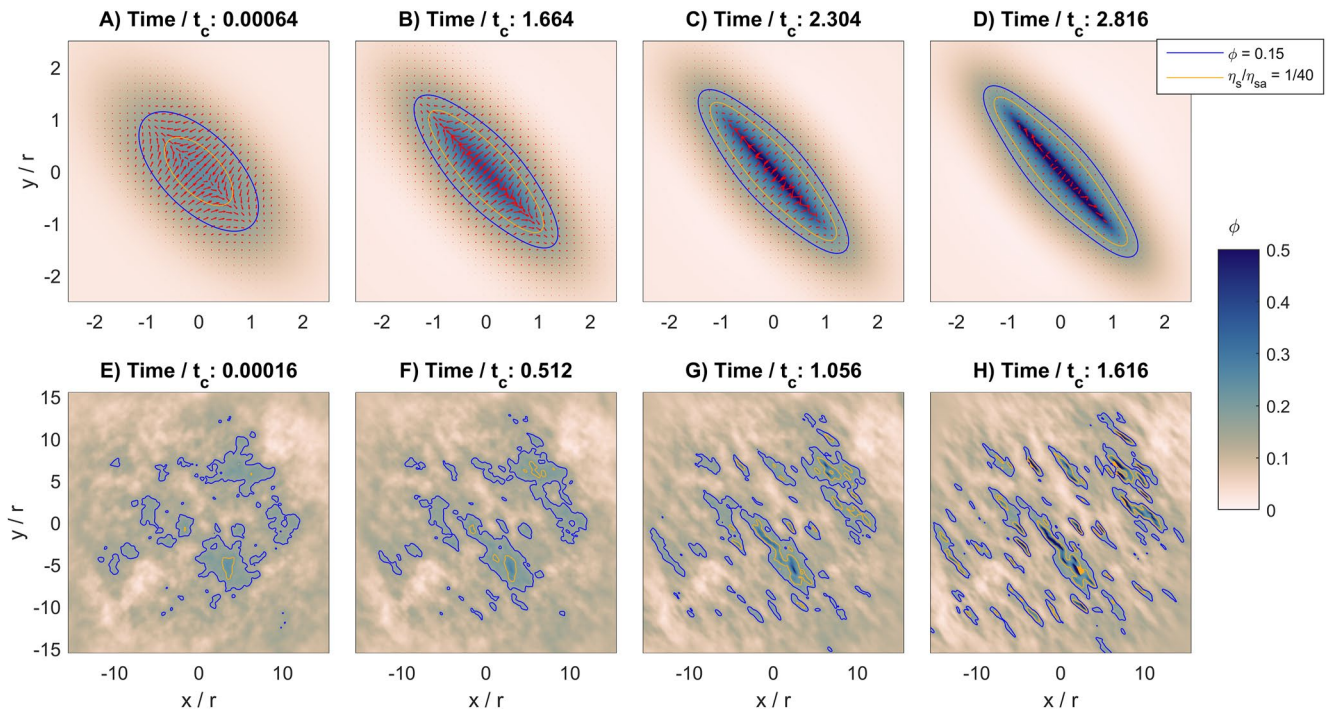 A) Time / t_c: 0.00064
B) Time / t_c: 1.664
C) Time / t_c: 2.304
D) Time / t_c: 2.816
ϕ = 0.15
η_s/η_sa = 1/40
y / r
2
1
0
-1
-2
-2 -1 0 1 2
-2 -1 0 1 2
-2 -1 0 1 2
-2 -1 0 1 2
E) Time / t_c: 0.00016
F) Time / t_c: 0.512
G) Time / t_c: 1.056
H) Time / t_c: 1.616
y / r
15
10
5
0
-5
-10
-15
-10 0 10
-10 0 10
-10 0 10
-10 0 10
x / r
x / r
x / r
x / r
ϕ
0.5
0.4
0.3
0.2
0.1
0